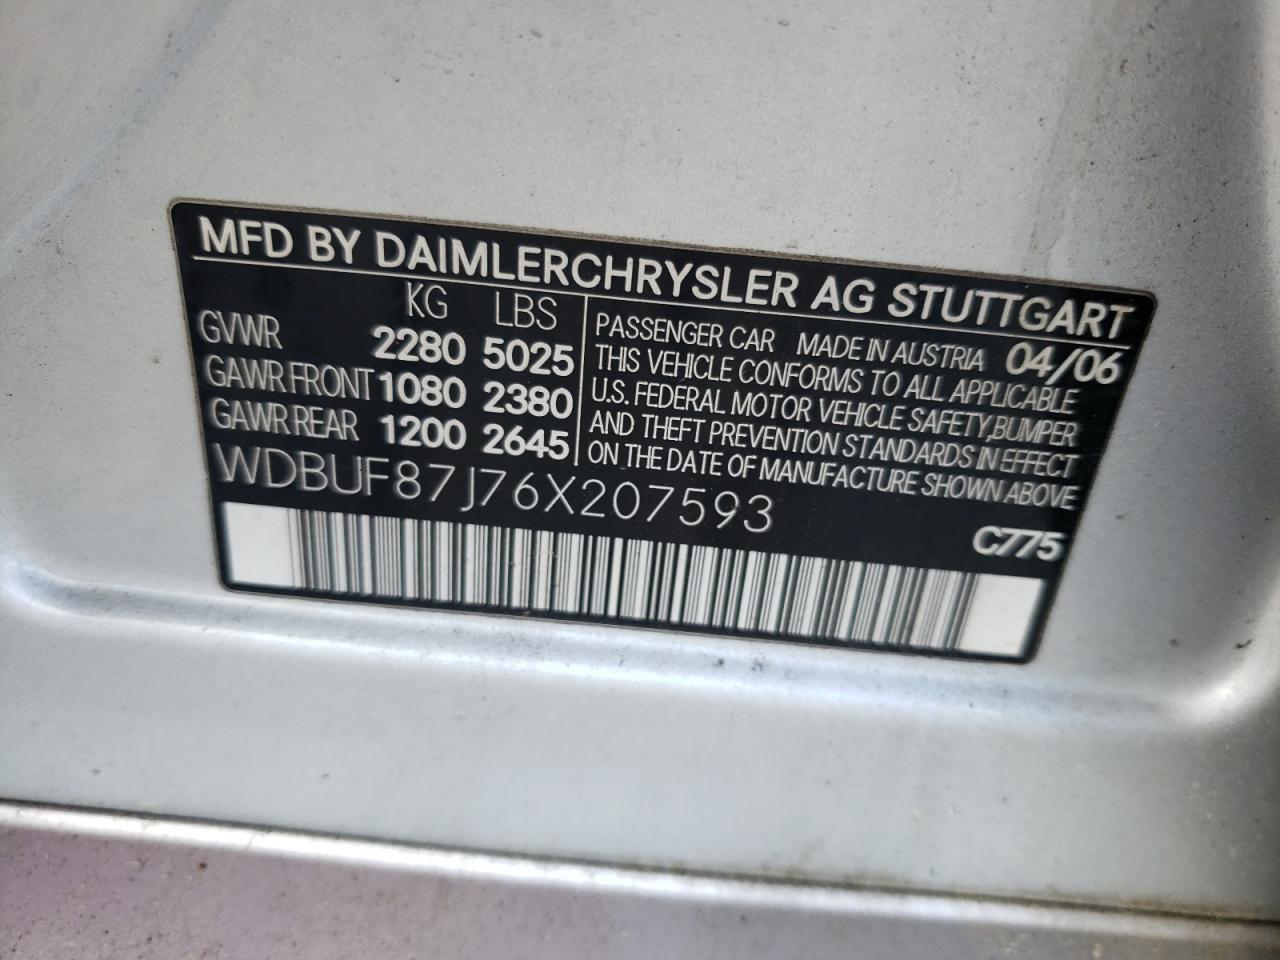 MFD BY DAIMLERCHRYSLER AG STUTTGART
KG LBS
GVWR 2280 5025
GAWR FRONT 1080 2380
GAWR REAR 1200 2645
PASSENGER CAR MADE IN AUSTRIA 04/06
THIS VEHICLE CONFORMS TO ALL APPLICABLE
U.S. FEDERAL MOTOR VEHICLE SAFETY,BUMPER
AND THEFT PREVENTION STANDARDS IN EFFECT
ON THE DATE OF MANUFACTURE SHOWN ABOVE
WDBUF87J76X207593
C775